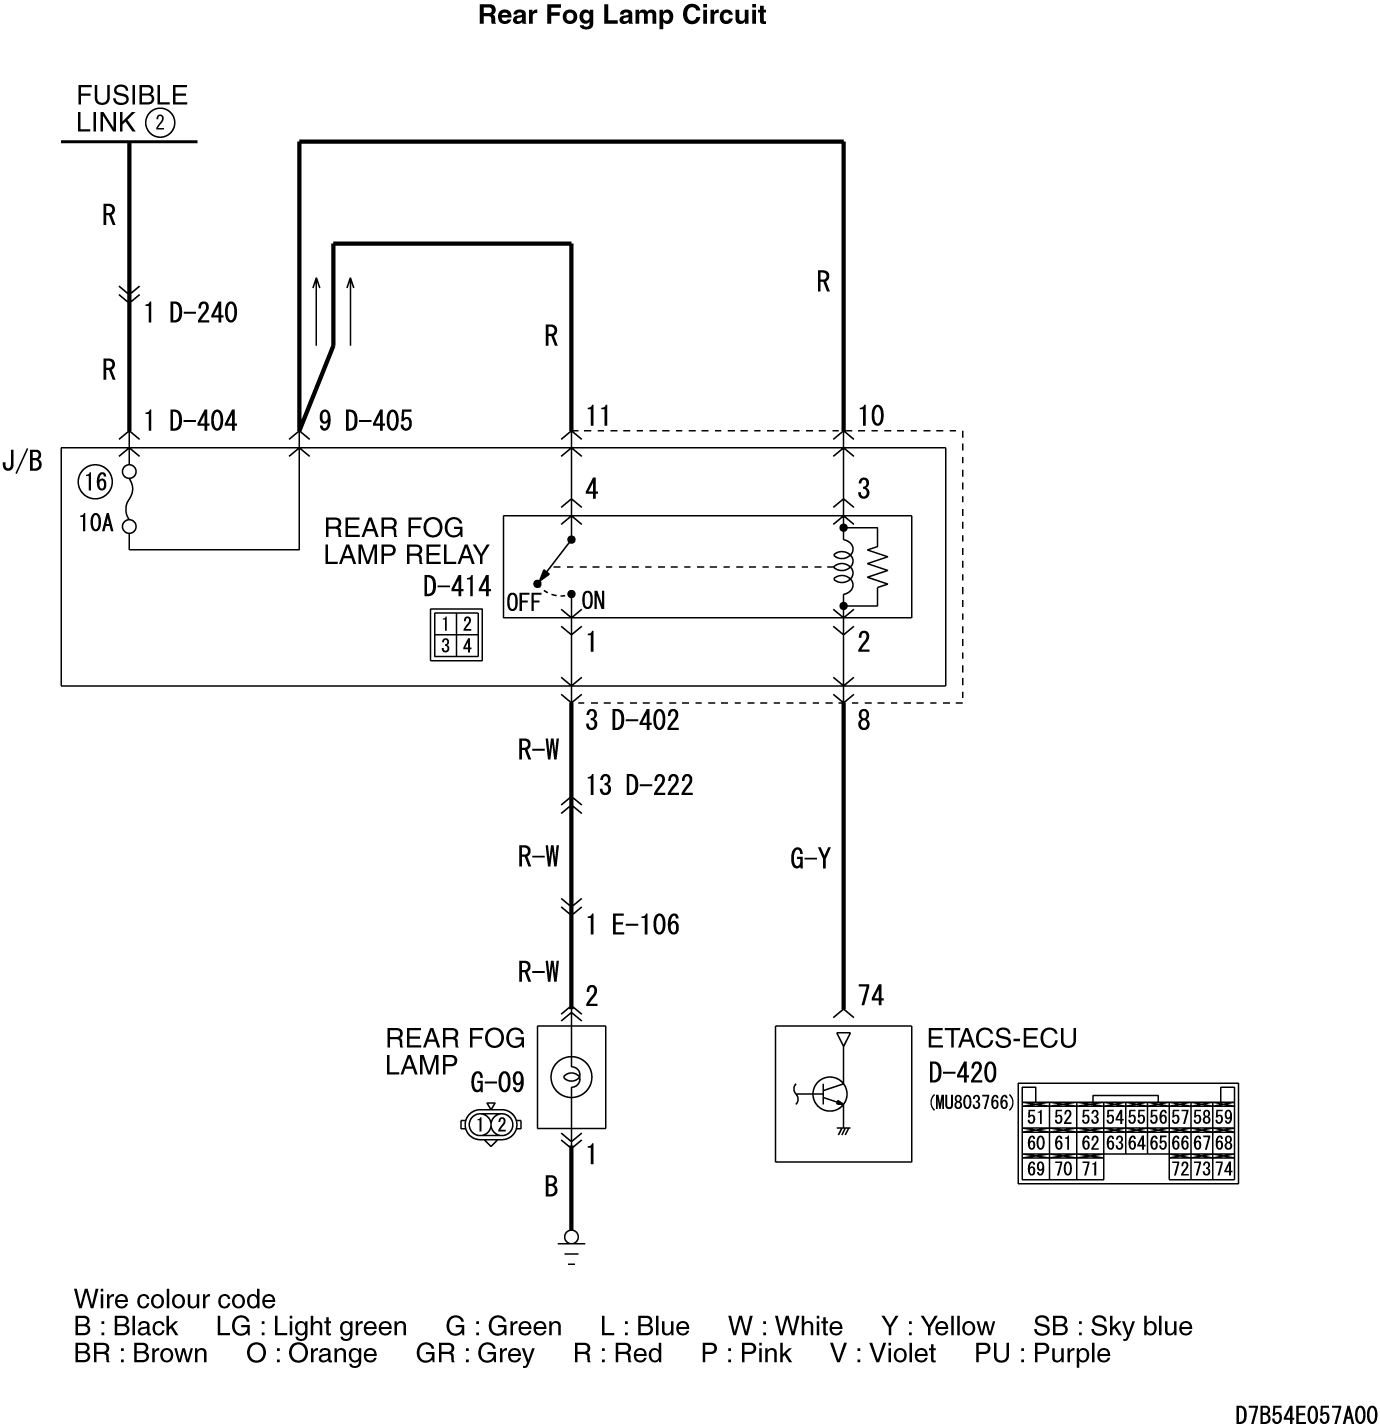 Rear Fog Lamp Circuit
FUSIBLE
LINK 2
R
R
1 D-240
R
R
1 D-404
9 D-405
11
10
J/B
16
10A
4
3
REAR FOG
LAMP RELAY
D-414
OFF
ON
1 2
3 4
1
2
3 D-402
8
R-W
13 D-222
R-W
G-Y
1 E-106
R-W
2
74
REAR FOG
LAMP
G-09
1 2
ETACS-ECU
D-420
(MU803766)
51 52 53 54 55 56 57 58 59
60 61 62 63 64 65 66 67 68
69 70 71 72 73 74
1
B
Wire colour code
B : Black LG : Light green G : Green L : Blue W : White Y : Yellow SB : Sky blue
BR : Brown O : Orange GR : Grey R : Red P : Pink V : Violet PU : Purple
D7B54E057A00